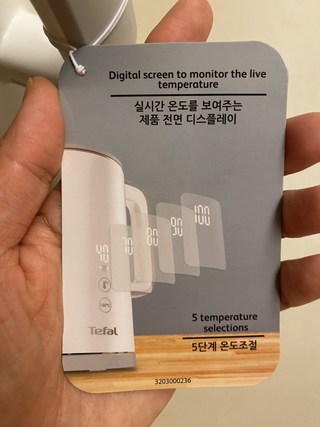 Digital screen to monitor the live
temperature
실시간 온도를 보여주는
제품 전면 디스플레이
40 70 80 90 100
Tefal
5 temperature
selections
5단계 온도조절
3203000236